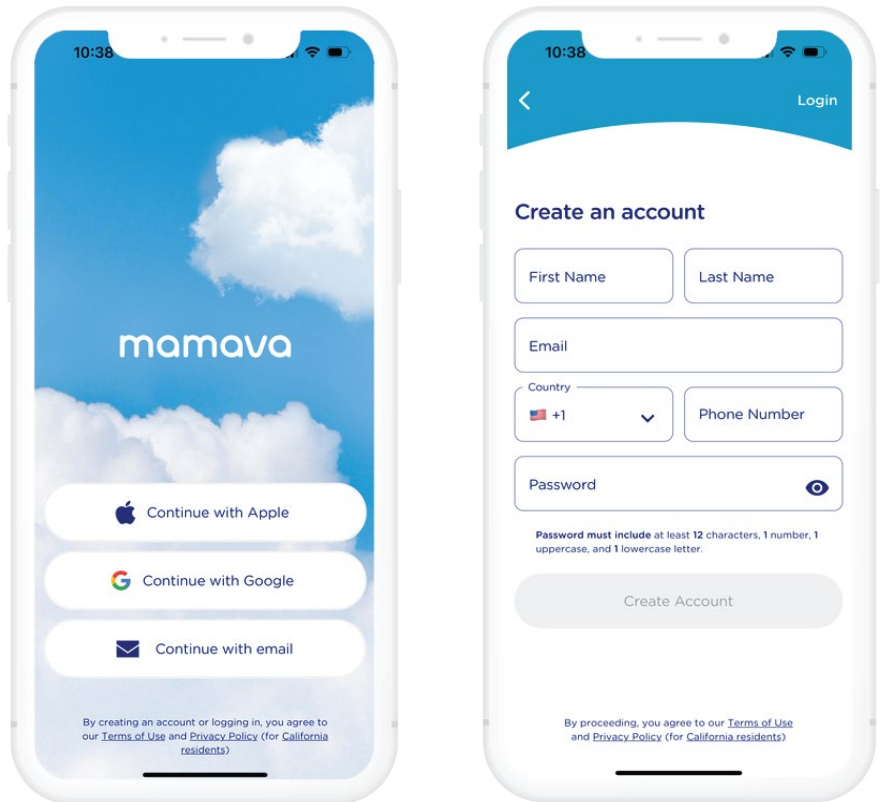 10:38
mamava
Continue with Apple
Continue with Google
Continue with email
By creating an account or logging in, you agree to
our Terms of Use and Privacy Policy (for California
residents)
10:38
Login
Create an account
First Name
Last Name
Email
Country
+1
Phone Number
Password
Password must include at least 12 characters, 1 number, 1
uppercase, and 1 lowercase letter.
Create Account
By proceeding, you agree to our Terms of Use
and Privacy Policy (for California residents)